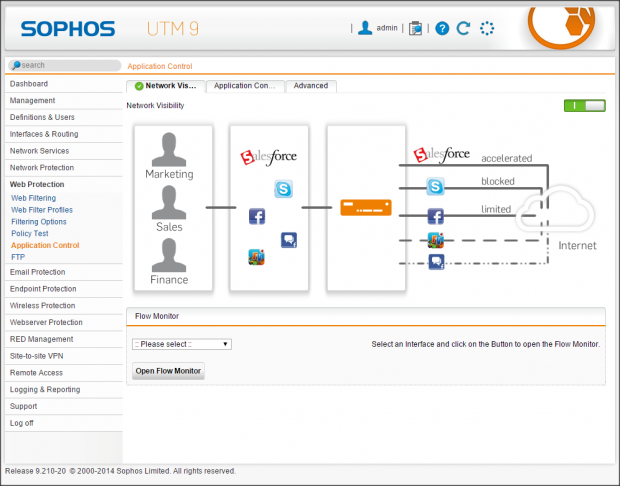 SOPHOS UTM 9
admin
search
Application Control
Dashboard
Management
Definitions & Users
Interfaces & Routing
Network Services
Network Protection
Web Protection
Web Filtering
Web Filter Profiles
Filtering Options
Policy Test
Application Control
FTP
Email Protection
Endpoint Protection
Wireless Protection
Webserver Protection
RED Management
Site-to-site VPN
Remote Access
Logging & Reporting
Support
Log off
Network Vis... Application Con... Advanced
Network Visibility
Marketing
Sales
Finance
Salesforce
Salesforce
accelerated
blocked
limited
Internet
Flow Monitor
:: Please select ::
Select an Interface and click on the Button to open the Flow Monitor.
Open Flow Monitor
Release 9.210-20 © 2000-2014 Sophos Limited. All rights reserved.